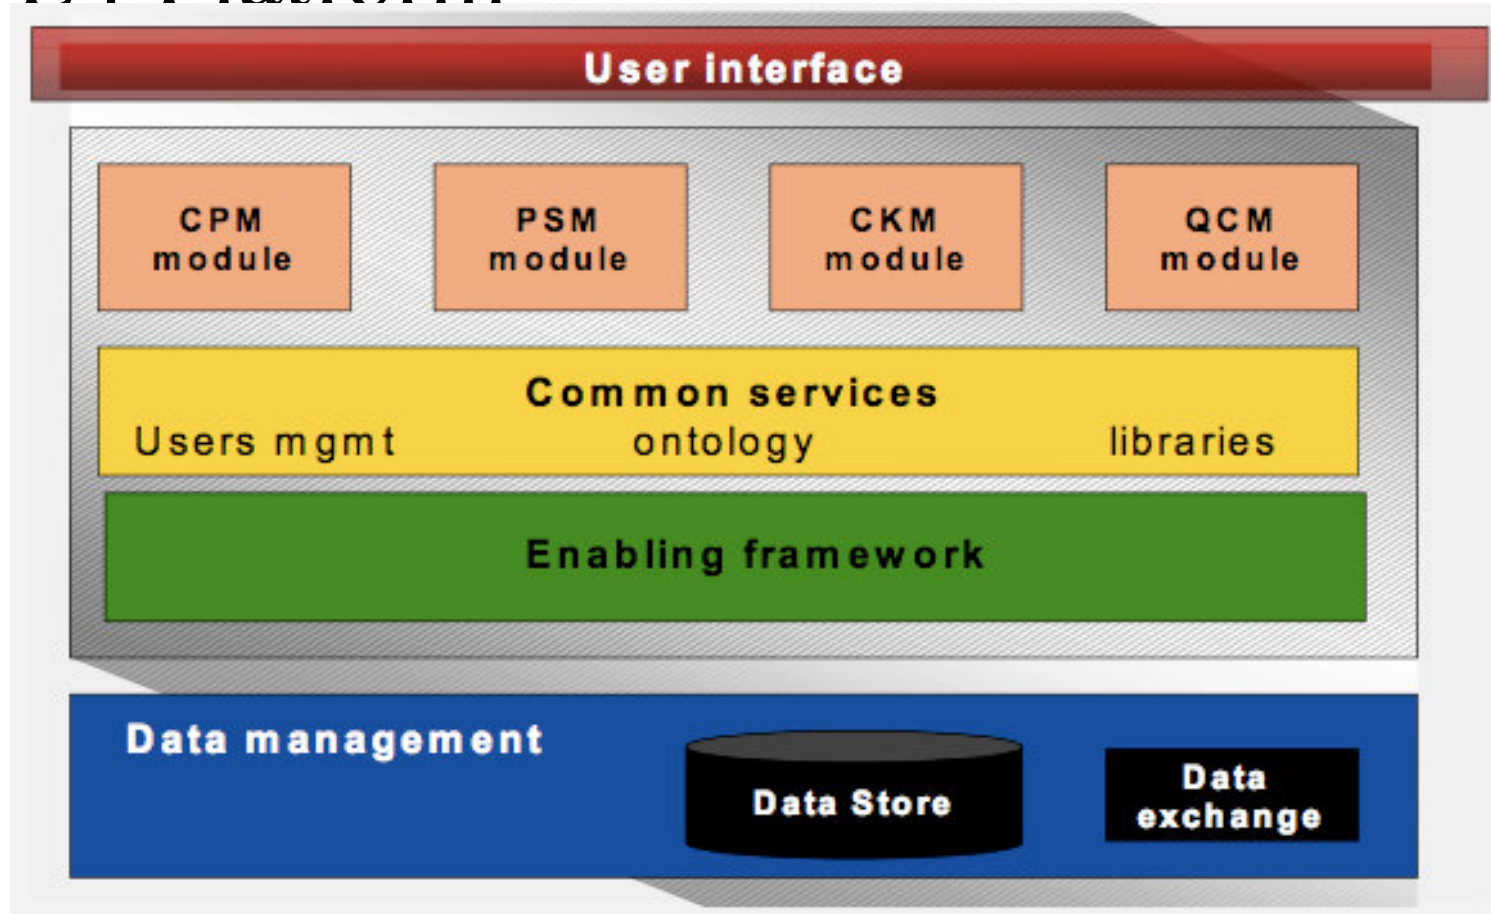 User interface
CPM PSM CKM QCM
module module module module
Common services
Users mgmt ontology libraries
Enabling framework
Data management
Data Store
Data
exchange